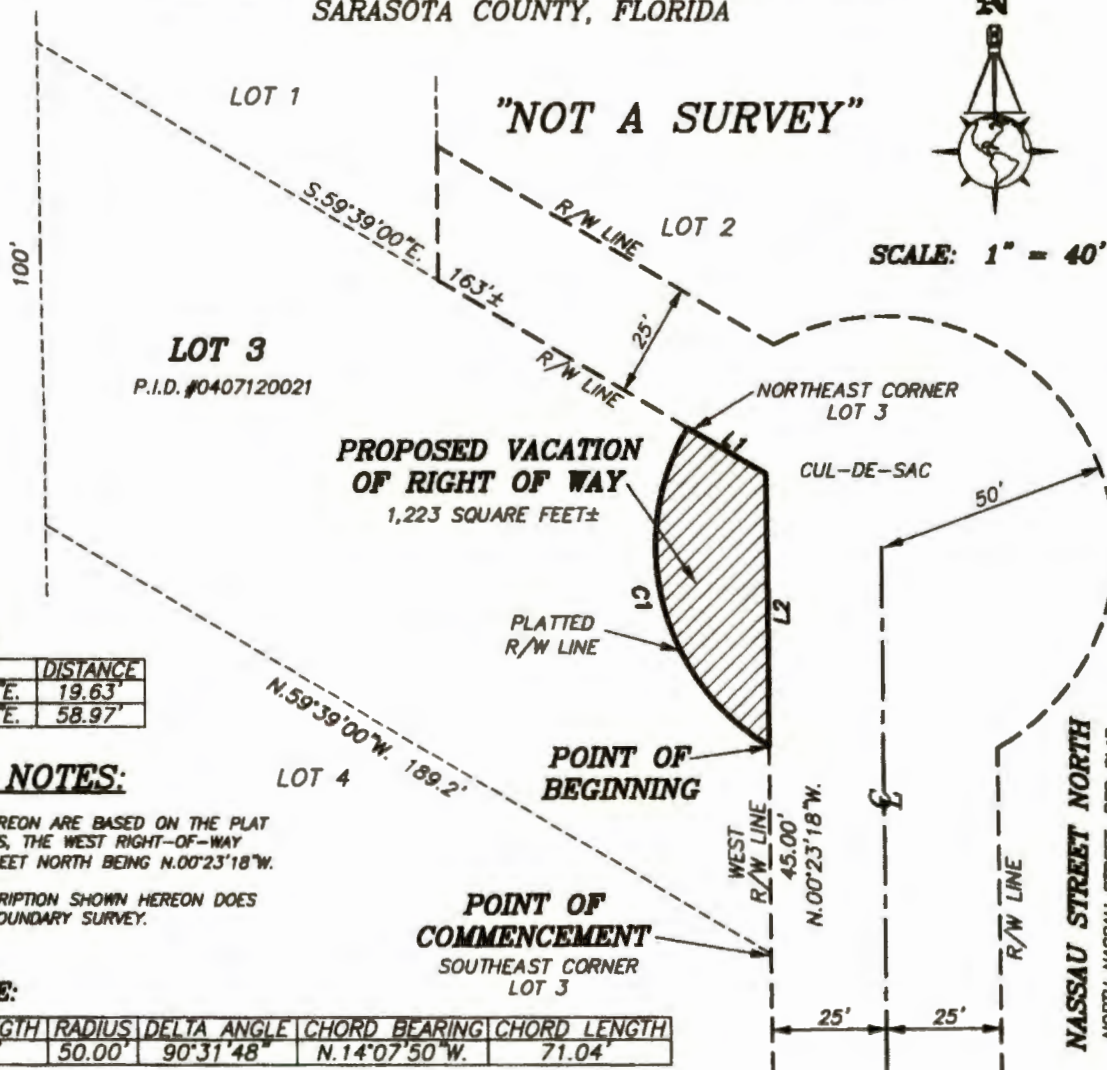 SARASOTA COUNTY, FLORIDA
N
LOT 1
"NOT A SURVEY"
S.59°39'00"E.
163'±
R/W LINE
LOT 2
SCALE: 1" = 40'
100'
25'
R/W LINE
LOT 3
P.I.D. #0407120021
NORTHEAST CORNER
LOT 3
L1
PROPOSED VACATION
OF RIGHT OF WAY
1,223 SQUARE FEET±
CUL-DE-SAC
50'
C1
L2
PLATTED
R/W LINE
DISTANCE
"E. 19.63'
"E. 58.97'
N.59°39'00"W. 189.2'
NOTES:
LOT 4
POINT OF
BEGINNING
REON ARE BASED ON THE PLAT
S, THE WEST RIGHT-OF-WAY
EET NORTH BEING N.00°23'18"W.
RIPTION SHOWN HEREON DOES
OUNDARY SURVEY.
WEST
R/W LINE
45.00'
N.00°23'18"W.
℄
R/W LINE
NASSAU STREET NORTH
POINT OF
COMMENCEMENT
SOUTHEAST CORNER
LOT 3
E:
GTH RADIUS DELTA ANGLE CHORD BEARING CHORD LENGTH
' 50.00' 90°31'48" N.14°07'50"W. 71.04'
25' 25'